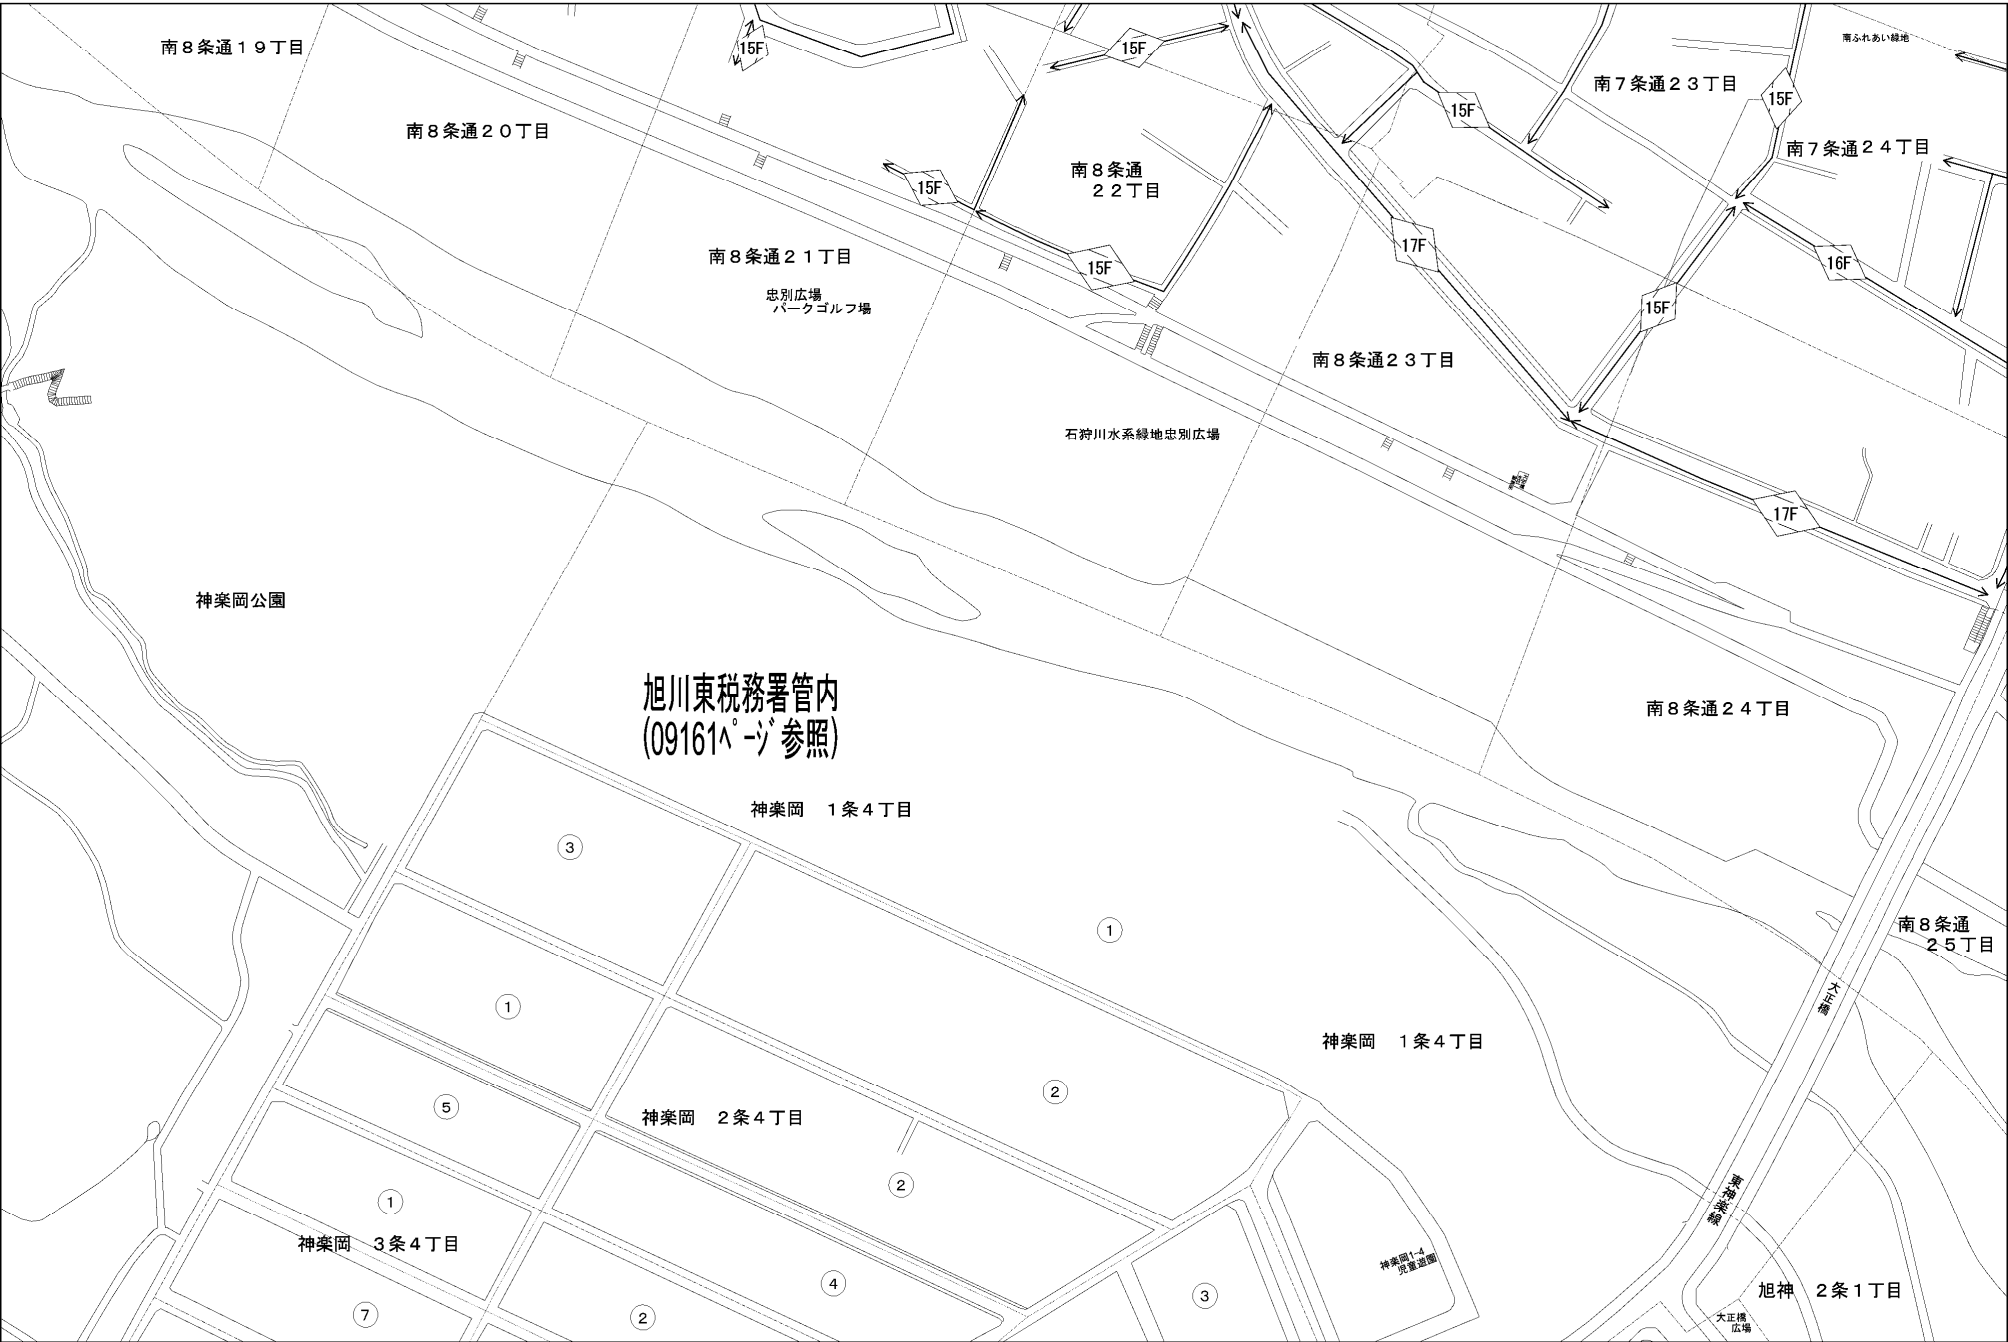 南８条通１９丁目
15F
15F
南ふれあい緑地
南７条通２３丁目
15F
15F
南８条通２０丁目
南７条通２４丁目
南８条通
２２丁目
15F
17F
南８条通２１丁目
15F
16F
忠別広場
パークゴルフ場
15F
南８条通２３丁目
石狩川水系緑地忠別広場
17F
神楽岡公園
旭川東税務署管内
(09161ﾍﾟｰｼﾞ参照)
南８条通２４丁目
神楽岡　１条４丁目
③
①
南８条通
２５丁目
大正橋
①
神楽岡　１条４丁目
②
⑤
神楽岡　２条４丁目
②
①
東神楽線
神楽岡　３条４丁目
神楽岡1-4
児童遊園
④
旭神　２条１丁目
③
⑦
②
大正橋
広場